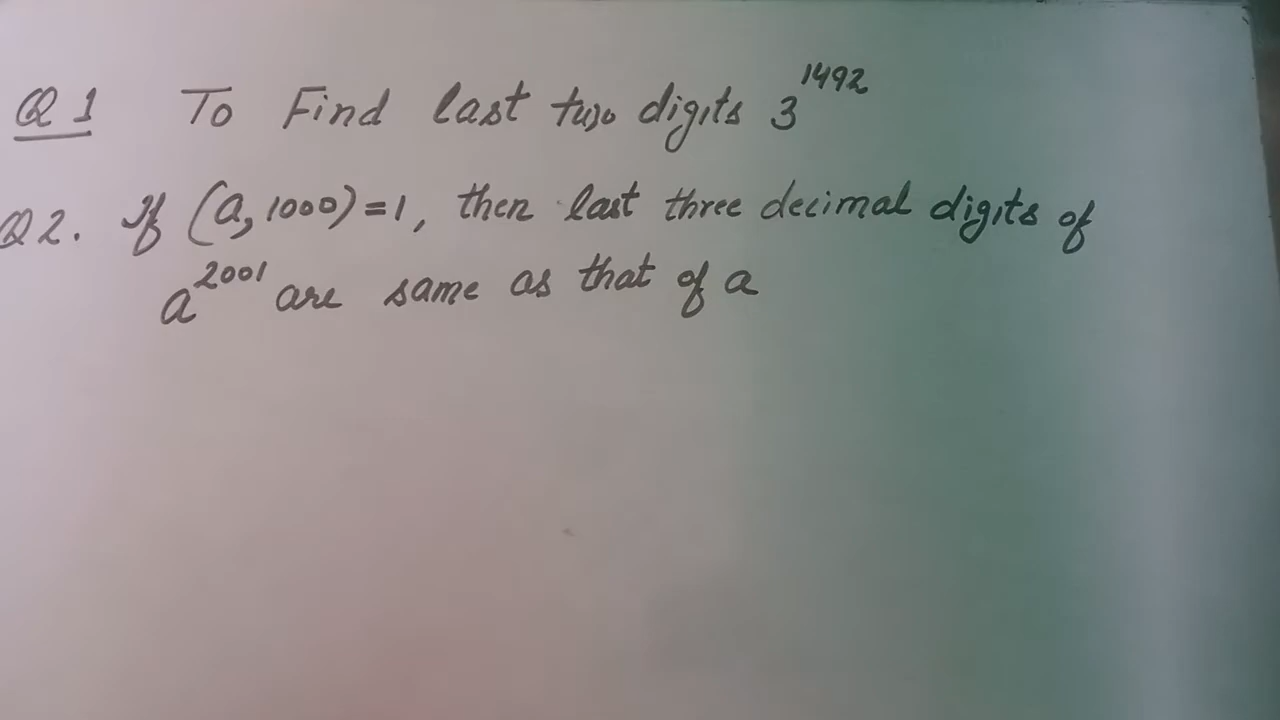 Q 1 To Find last two digits 3^1492
Q 2. If (a, 1000) = 1, then last three decimal digits of
a^2001 are same as that of a